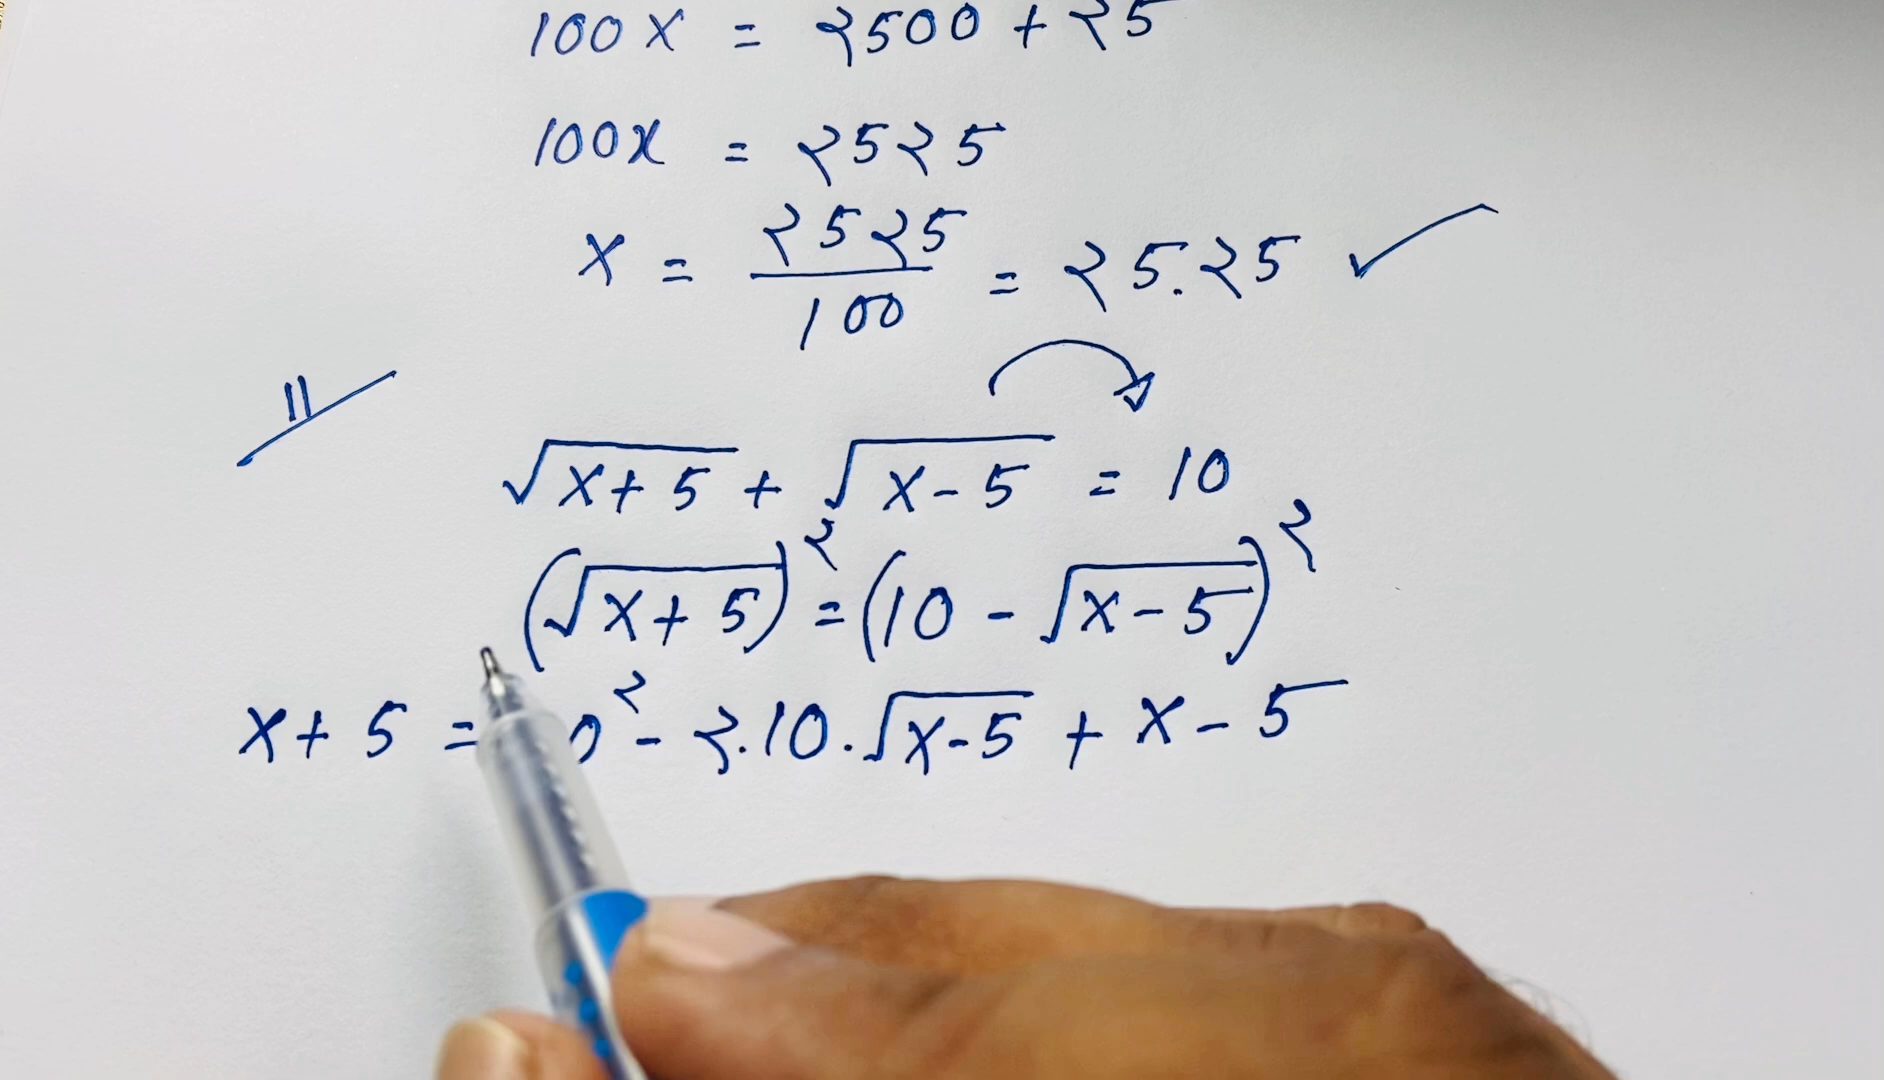 100x = 2500 + 25
100x = 2525
x = 2525/100 = 25.25 ✓
11
√(x+5) + √(x-5) = 10
(√(x+5))² = (10 - √(x-5))²
x+5 = 0² - 2.10.√(x-5) + x-5